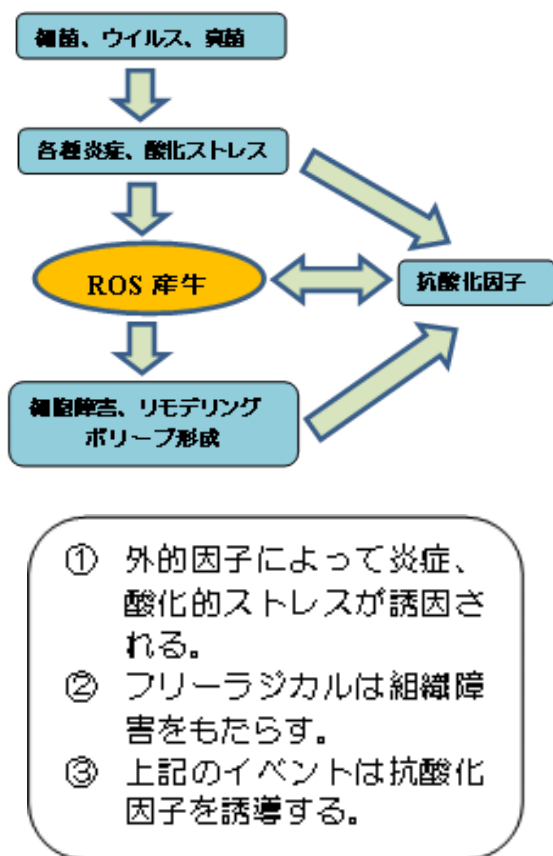 細菌、ウイルス、真菌
各種炎症、酸化ストレス
ROS 産生
抗酸化因子
細胞障害、リモデリング
ポリープ形成
① 外的因子によって炎症、
酸化的ストレスが誘因さ
れる。
② フリーラジカルは組織障
害をもたらす。
③ 上記のイベントは抗酸化
因子を誘導する。